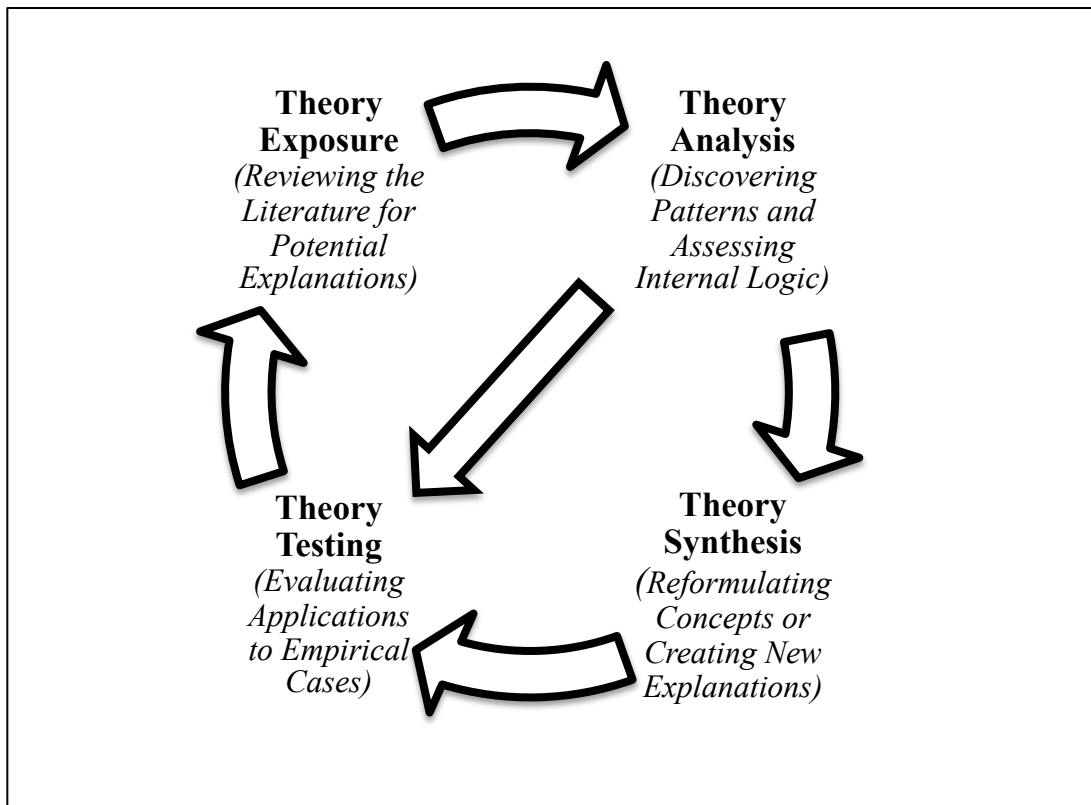 Theory
Exposure
(Reviewing the
Literature for
Potential
Explanations)
Theory
Analysis
(Discovering
Patterns and
Assessing
Internal Logic)
Theory
Testing
(Evaluating
Applications
to Empirical
Cases)
Theory
Synthesis
(Reformulating
Concepts or
Creating New
Explanations)